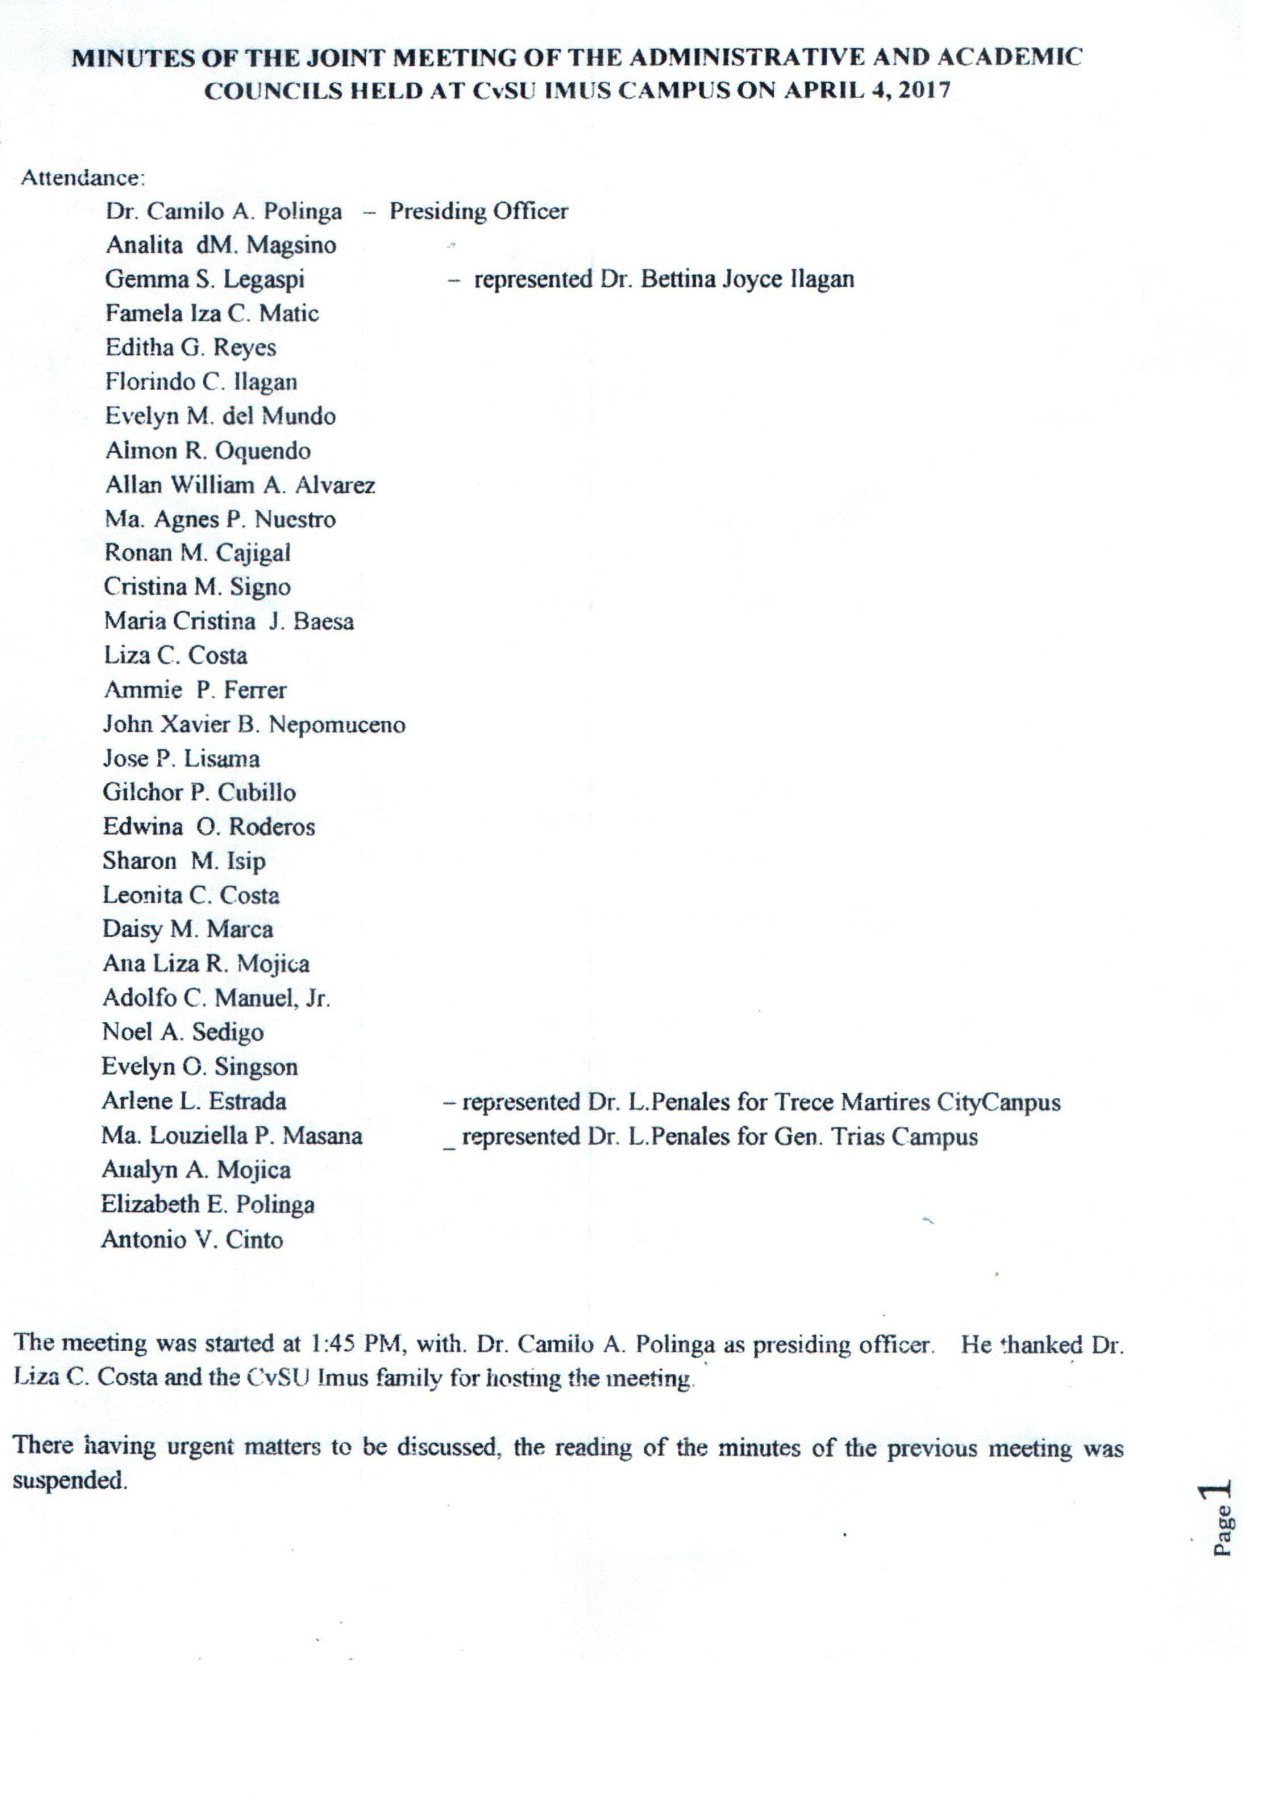 MINUTES OF THE JOINT MEETING OF THE ADMINISTRATIVE AND ACADEMIC
COUNCILS HELD AT CvSU IMUS CAMPUS ON APRIL 4, 2017
Attendance:
Dr. Camilo A. Polinga – Presiding Officer
Analita dM. Magsino
Gemma S. Legaspi – represented Dr. Bettina Joyce Ilagan
Famela Iza C. Matic
Editha G. Reyes
Florindo C. Ilagan
Evelyn M. del Mundo
Aimon R. Oquendo
Allan William A. Alvarez
Ma. Agnes P. Nuestro
Ronan M. Cajigal
Cristina M. Signo
Maria Cristina J. Baesa
Liza C. Costa
Ammie P. Ferrer
John Xavier B. Nepomuceno
Jose P. Lisama
Gilchor P. Cubillo
Edwina O. Roderos
Sharon M. Isip
Leonita C. Costa
Daisy M. Marca
Ana Liza R. Mojica
Adolfo C. Manuel, Jr.
Noel A. Sedigo
Evelyn O. Singson
Arlene L. Estrada – represented Dr. L.Penales for Trece Martires CityCanpus
Ma. Louziella P. Masana _ represented Dr. L.Penales for Gen. Trias Campus
Analyn A. Mojica
Elizabeth E. Polinga
Antonio V. Cinto
The meeting was started at 1:45 PM, with. Dr. Camilo A. Polinga as presiding officer. He thanked Dr.
Liza C. Costa and the CvSU Imus family for hosting the meeting.
There having urgent matters to be discussed, the reading of the minutes of the previous meeting was
suspended.
Page 1